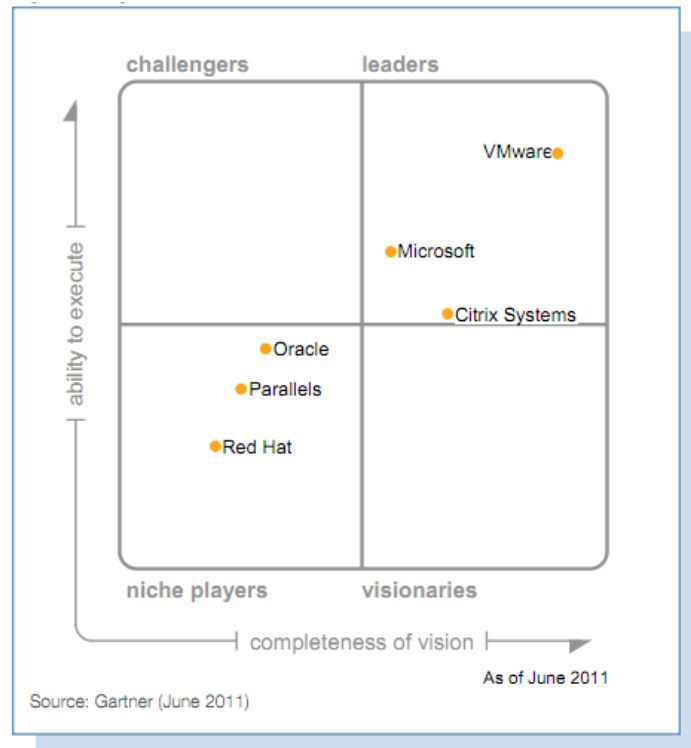 challengers
leaders
VMware
Microsoft
Citrix Systems
ability to execute
Oracle
Parallels
Red Hat
niche players
visionaries
completeness of vision
As of June 2011
Source: Gartner (June 2011)